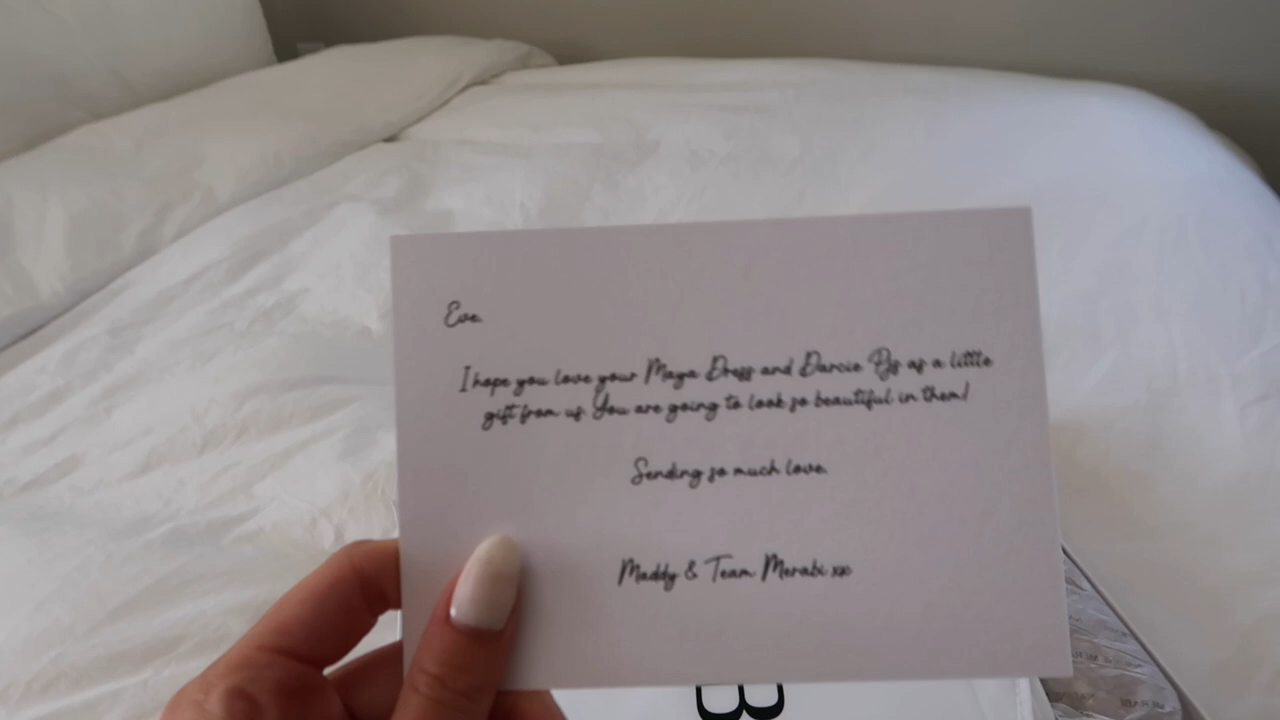 Eve,
I hope you love your Maya Dress and Darcie PJs as a little
gift from us. You are going to look so beautiful in them!
Sending so much love,
Maddy & Team Merabi xx
B
MERABI